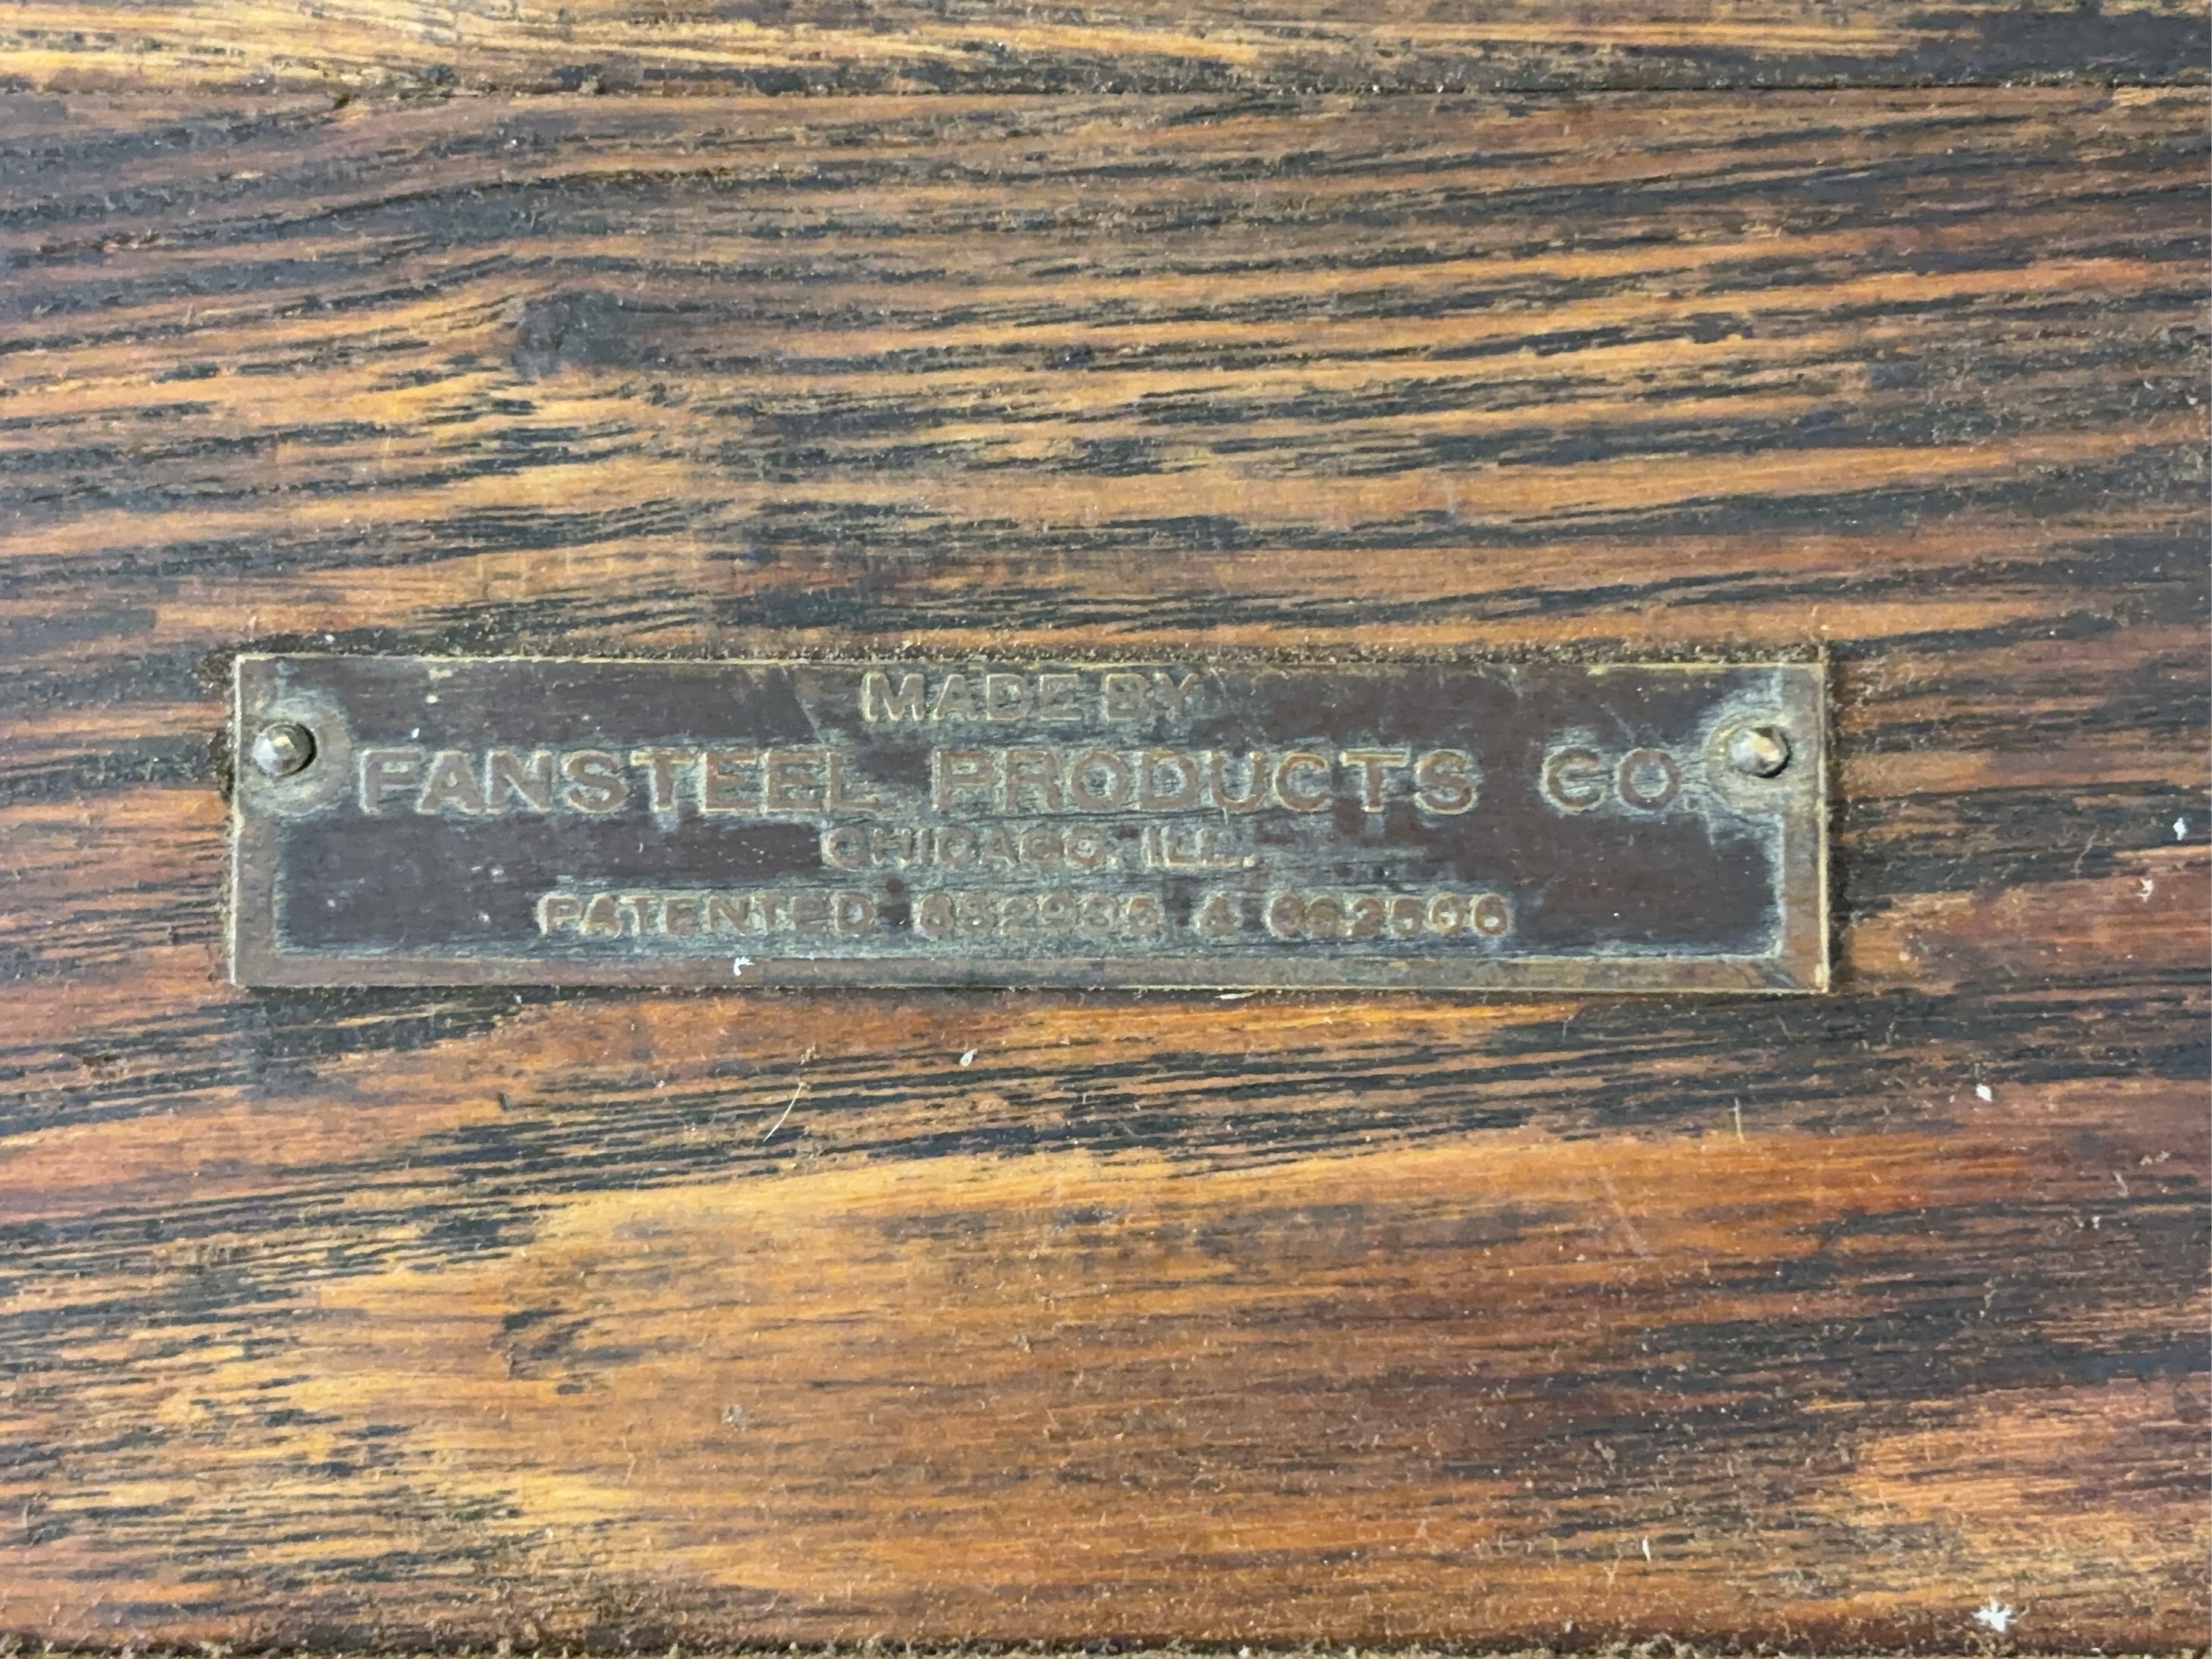 MADE BY
FANSTEEL PRODUCTS CO.
CHICAGO, ILL.
PATENTED &